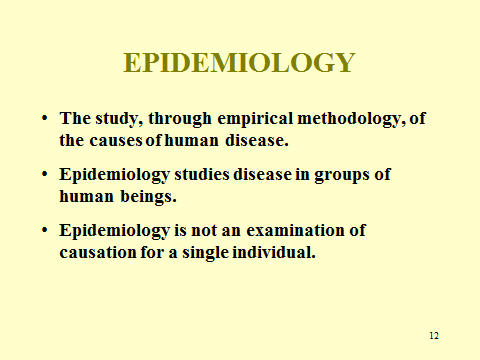 EPIDEMIOLOGY
• The study, through empirical methodology, of
the causes of human disease.
• Epidemiology studies disease in groups of
human beings.
• Epidemiology is not an examination of
causation for a single individual.
12